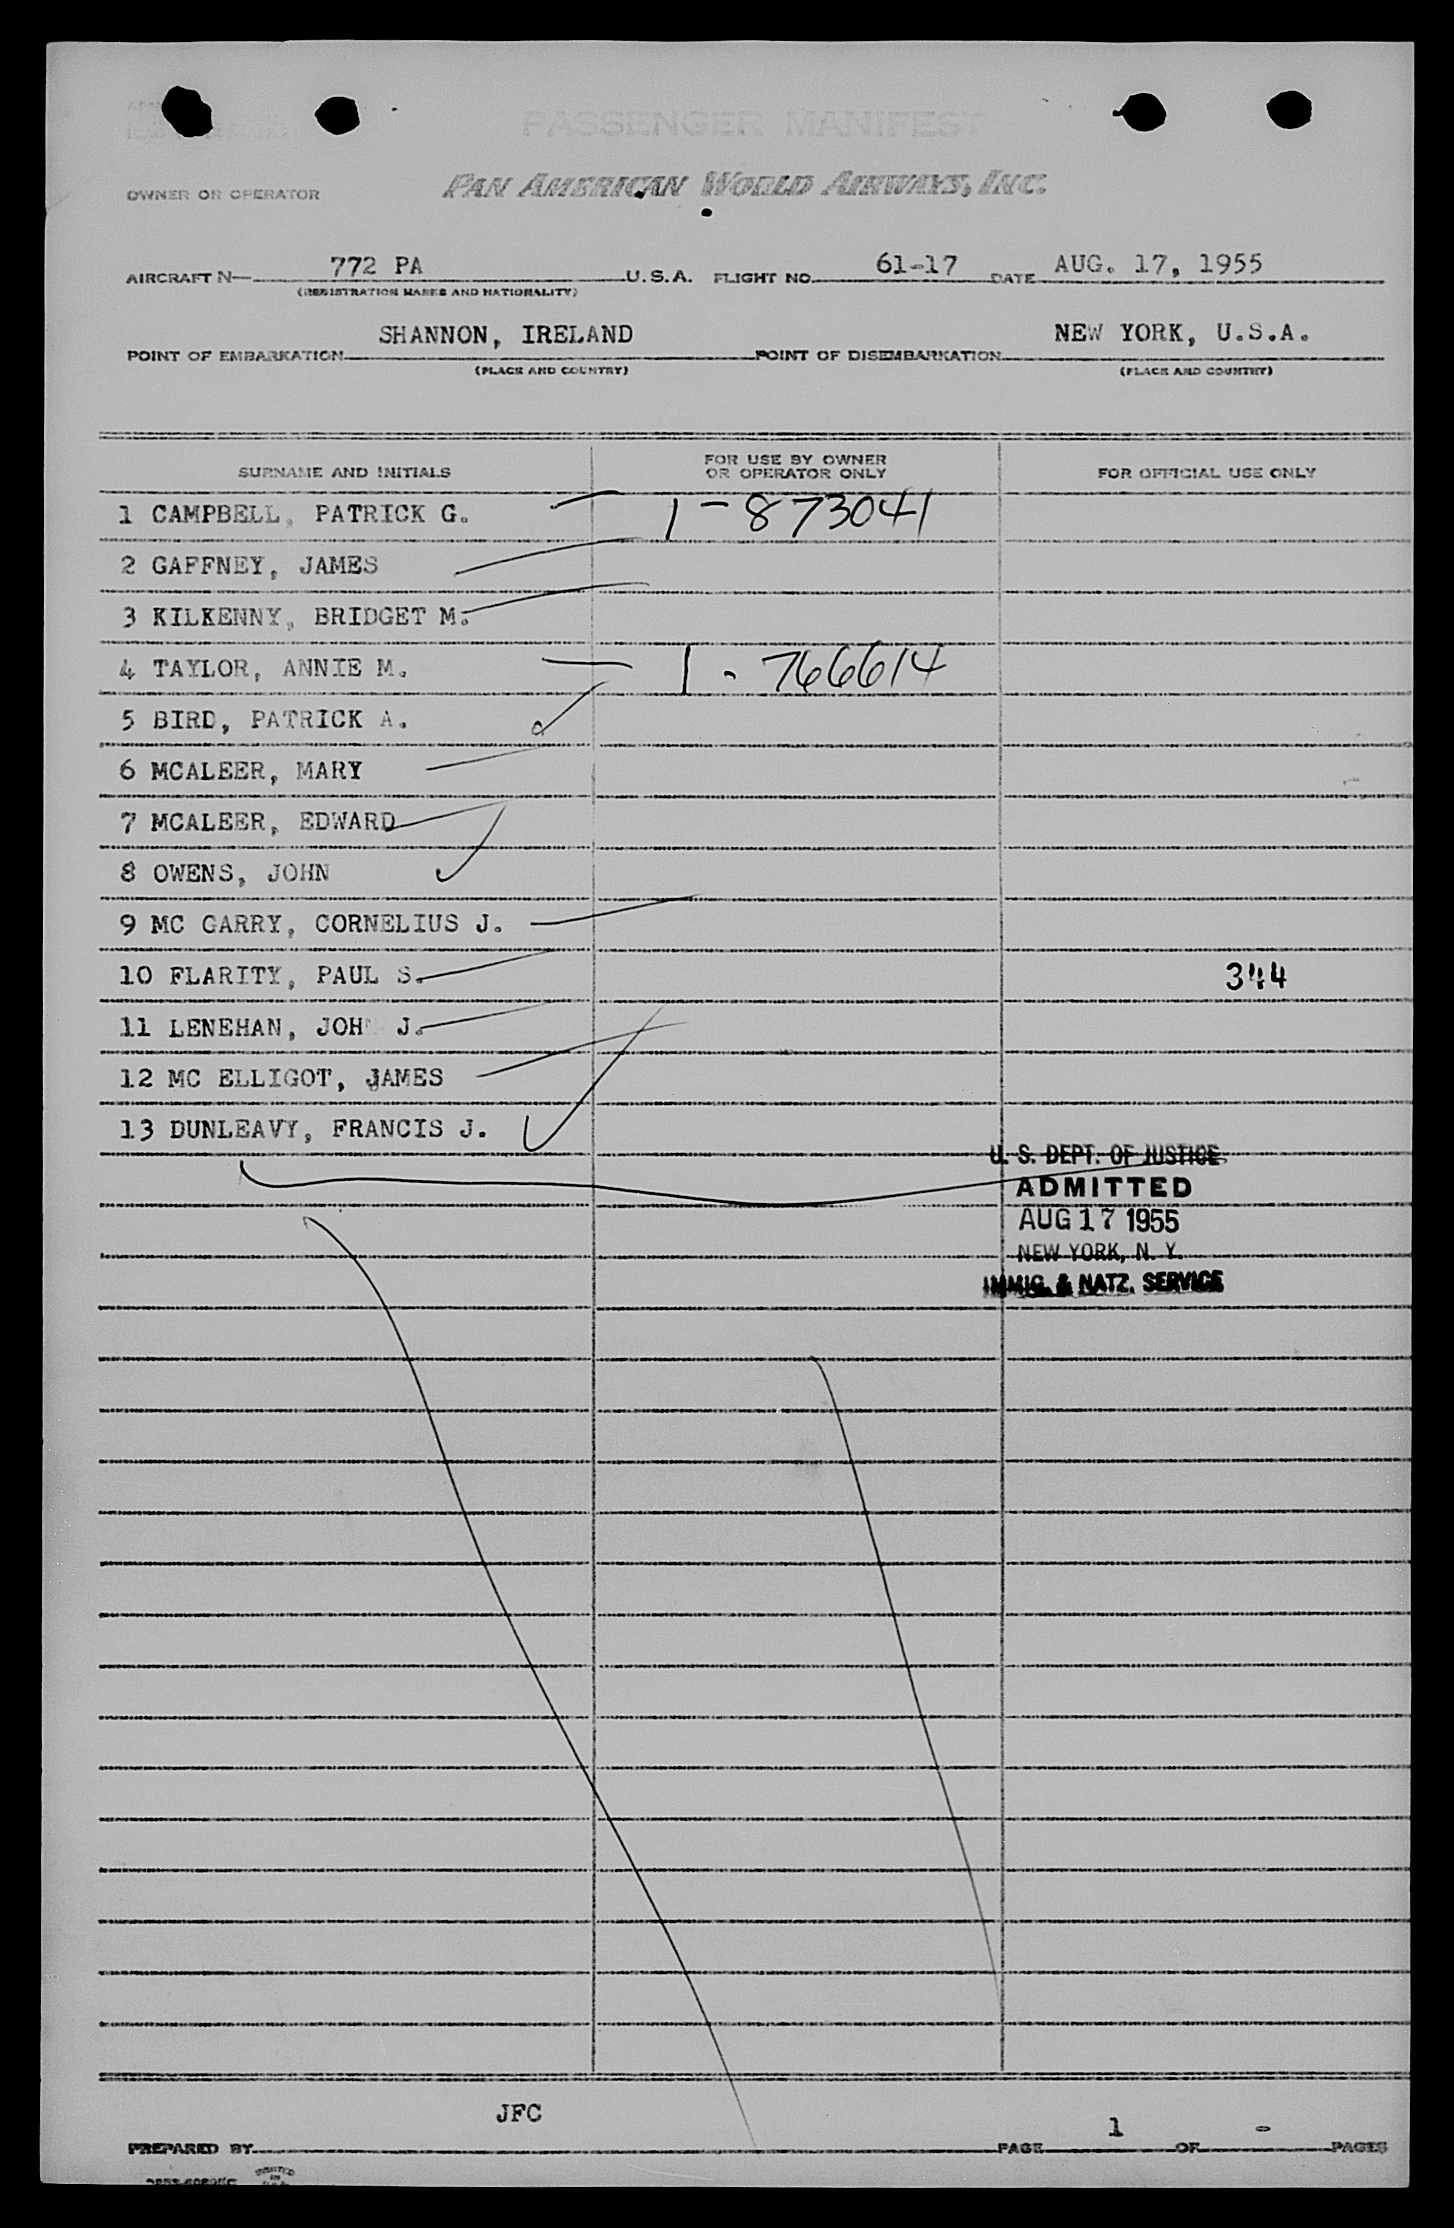 PASSENGER MANIFEST
OWNER OR OPERATOR PAN AMERICAN WORLD AIRWAYS, INC.
AIRCRAFT N— 772 PA U.S.A. FLIGHT NO. 61-17 DATE AUG. 17, 1955
(REGISTRATION MARKS AND NATIONALITY)
POINT OF EMBARKATION SHANNON, IRELAND POINT OF DISEMBARKATION NEW YORK, U.S.A.
(PLACE AND COUNTRY) (PLACE AND COUNTRY)
SURNAME AND INITIALS FOR USE BY OWNER OR OPERATOR ONLY FOR OFFICIAL USE ONLY
1 CAMPBELL, PATRICK G. 1-873041
2 GAFFNEY, JAMES
3 KILKENNY, BRIDGET M.
4 TAYLOR, ANNIE M. 1-766614
5 BIRD, PATRICK A.
6 MCALEER, MARY
7 MCALEER, EDWARD
8 OWENS, JOHN
9 MC GARRY, CORNELIUS J.
10 FLARITY, PAUL S. 344
11 LENEHAN, JOH J.
12 MC ELLIGOT, JAMES
13 DUNLEAVY, FRANCIS J.
U. S. DEPT. OF JUSTICE
ADMITTED
AUG 17 1955
NEW YORK, N. Y.
IMMIG. & NATZ. SERVICE
PREPARED BY JFC PAGE 1 OF - PAGES
PRINTED IN